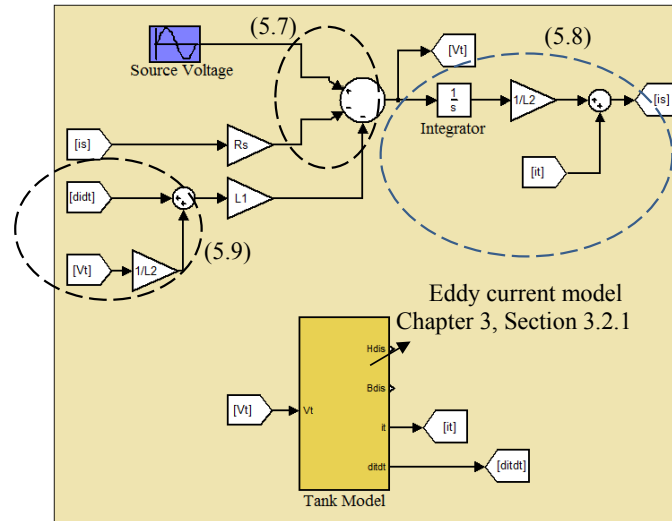 (5.7)
(5.8)
[Vt]
Source Voltage
+
-
-
1
s
Integrator
1/L2
+
+
[is]
[is]
Rs
[it]
[didt]
+
+
L1
[Vt]
1/L2
(5.9)
Eddy current model
Chapter 3, Section 3.2.1
Hdis
Bdis
[Vt]
Vt
it
[it]
ditdt
[ditdt]
Tank Model